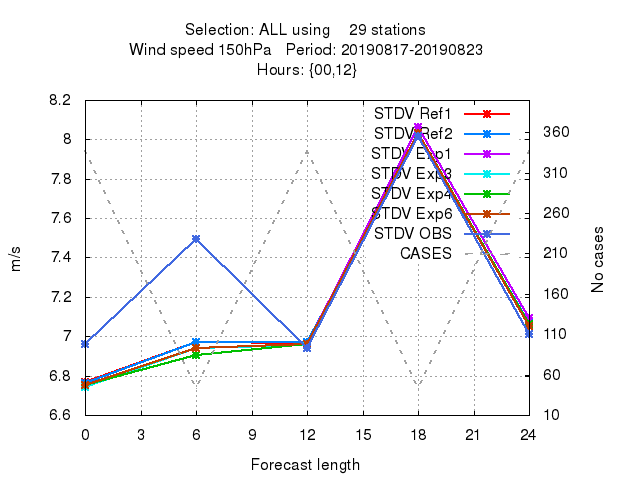 Selection: ALL using 29 stations
Wind speed 150hPa Period: 20190817-20190823
Hours: {00,12}
8.2
8
7.8
7.6
7.4
7.2
7
6.8
6.6
m/s
STDV Ref1
STDV Ref2
STDV Exp1
STDV Exp3
STDV Exp4
STDV Exp6
STDV OBS
CASES
360
310
260
210
160
110
60
10
No cases
0 3 6 9 12 15 18 21 24
Forecast length